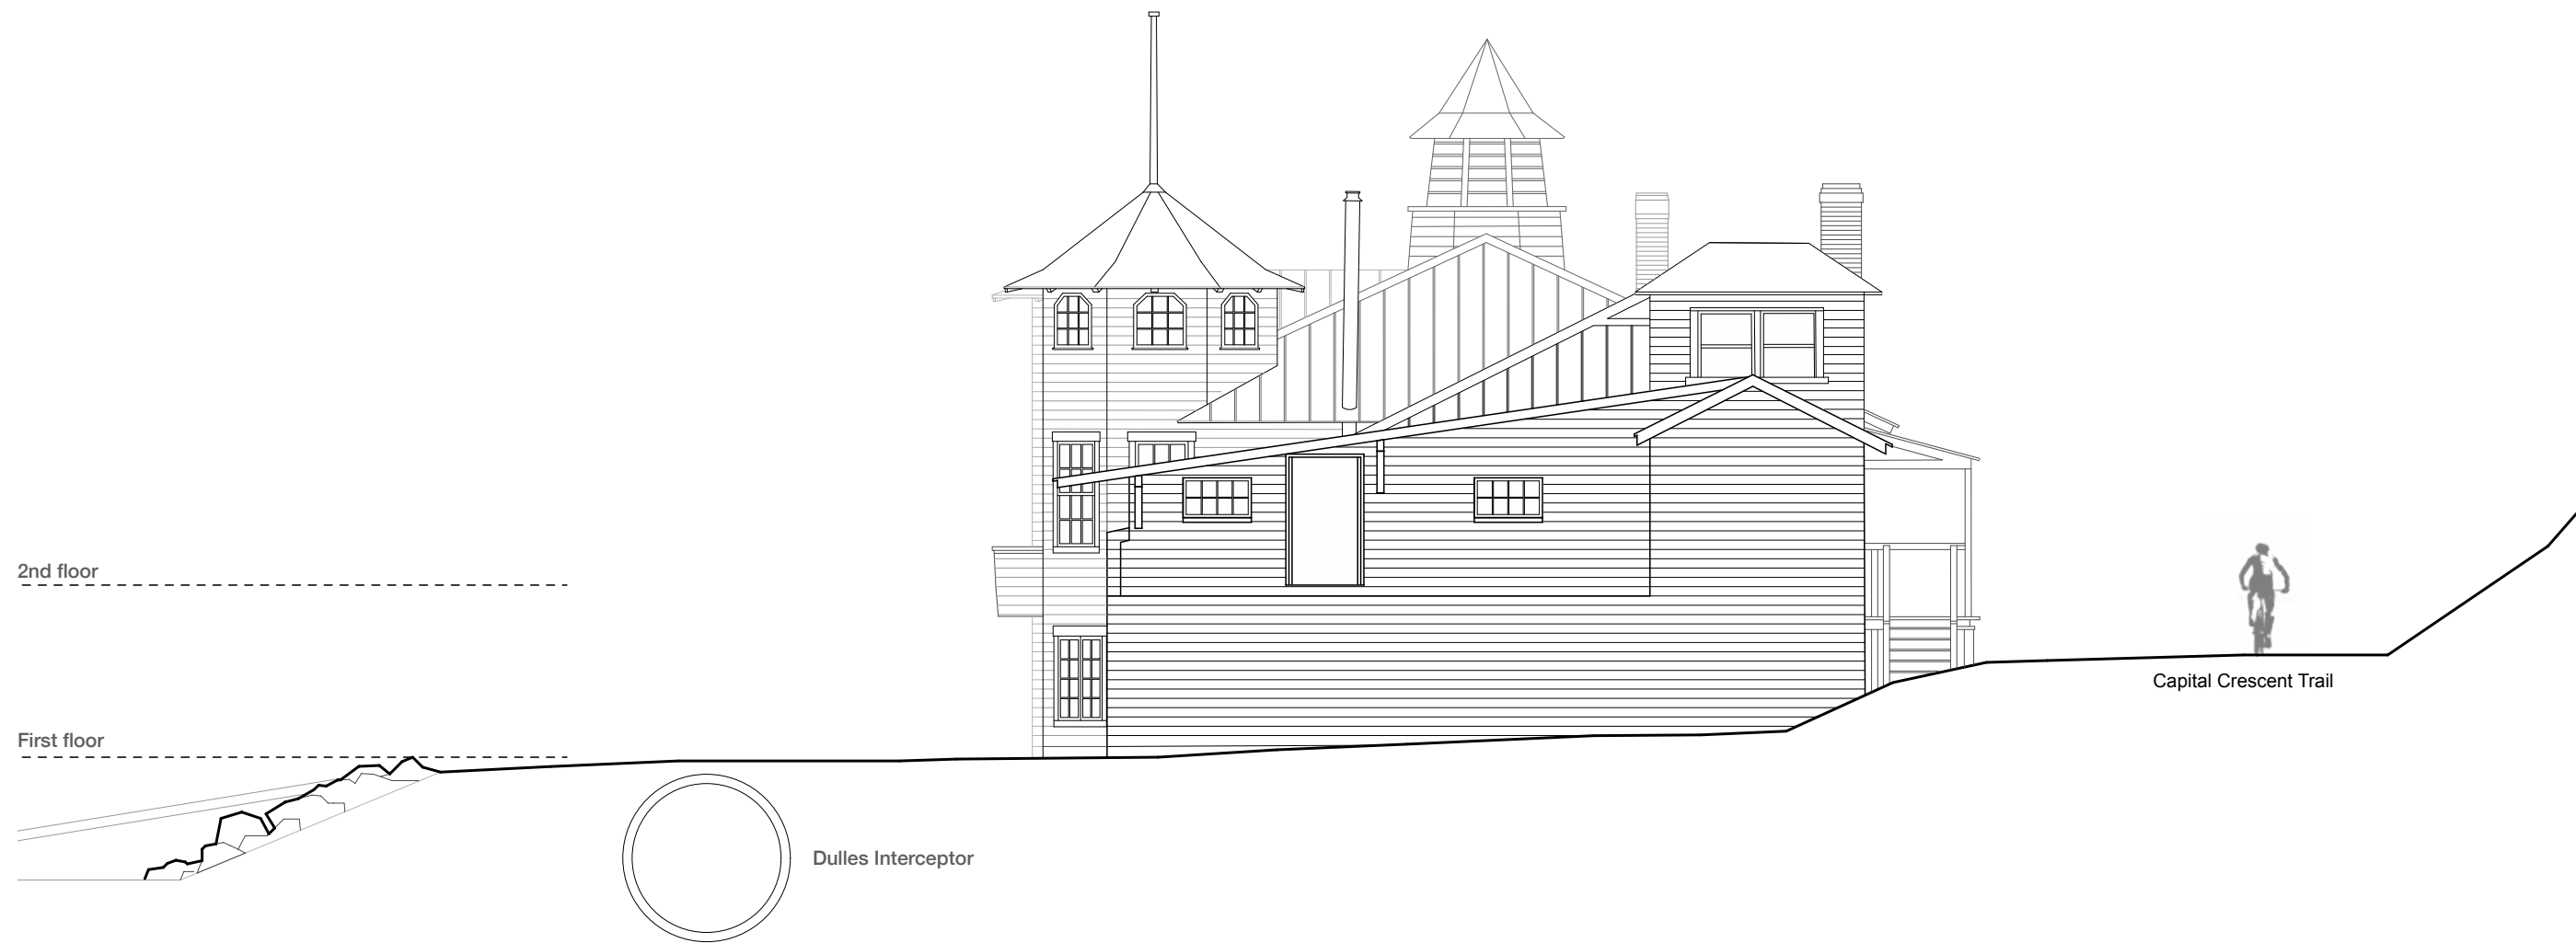 2nd floor
First floor
Capital Crescent Trail
Dulles Interceptor